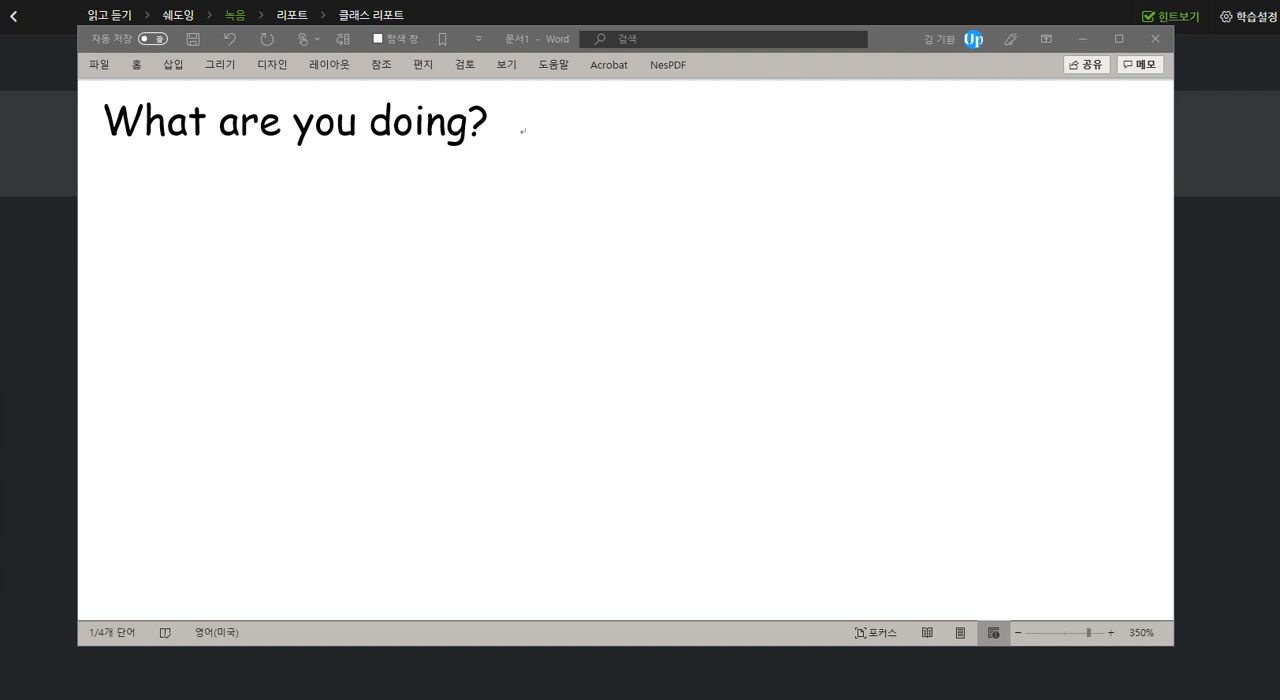 읽고 듣기 > 쉐도잉 > 녹음 > 리포트 > 클래스 리포트 힌트보기 학습설정
자동 저장 끔 탐색 창 문서1 - Word 검색 김 기환 Up
파일 홈 삽입 그리기 디자인 레이아웃 참조 편지 검토 보기 도움말 Acrobat NesPDF 공유 메모
What are you doing?
1/4개 단어 영어(미국) 포커스 − + 350%